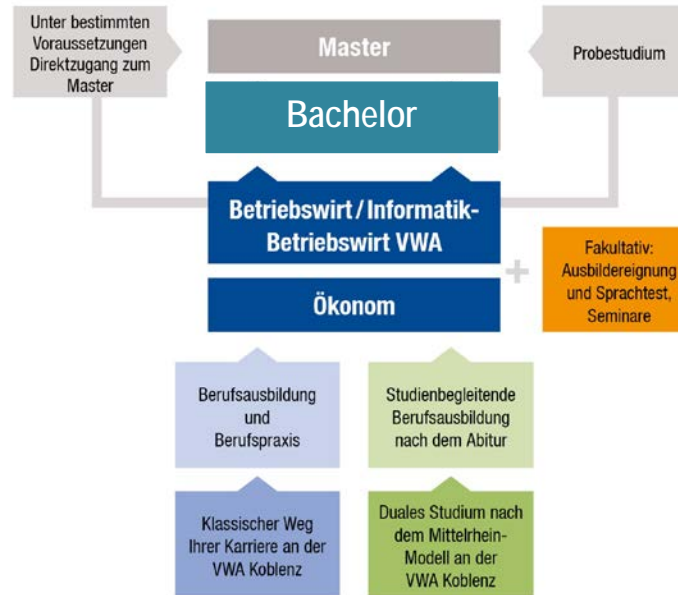 Unter bestimmten
Voraussetzungen
Direktzugang zum
Master
Master
Probestudium
Bachelor
Betriebswirt / Informatik-
Betriebswirt VWA
+
Fakultativ:
Ausbildereignung
und Sprachtest,
Seminare
Ökonom
Berufsausbildung
und
Berufspraxis
Studienbegleitende
Berufsausbildung
nach dem Abitur
Klassischer Weg
Ihrer Karriere an der
VWA Koblenz
Duales Studium nach
dem Mittelrhein-
Modell an der
VWA Koblenz